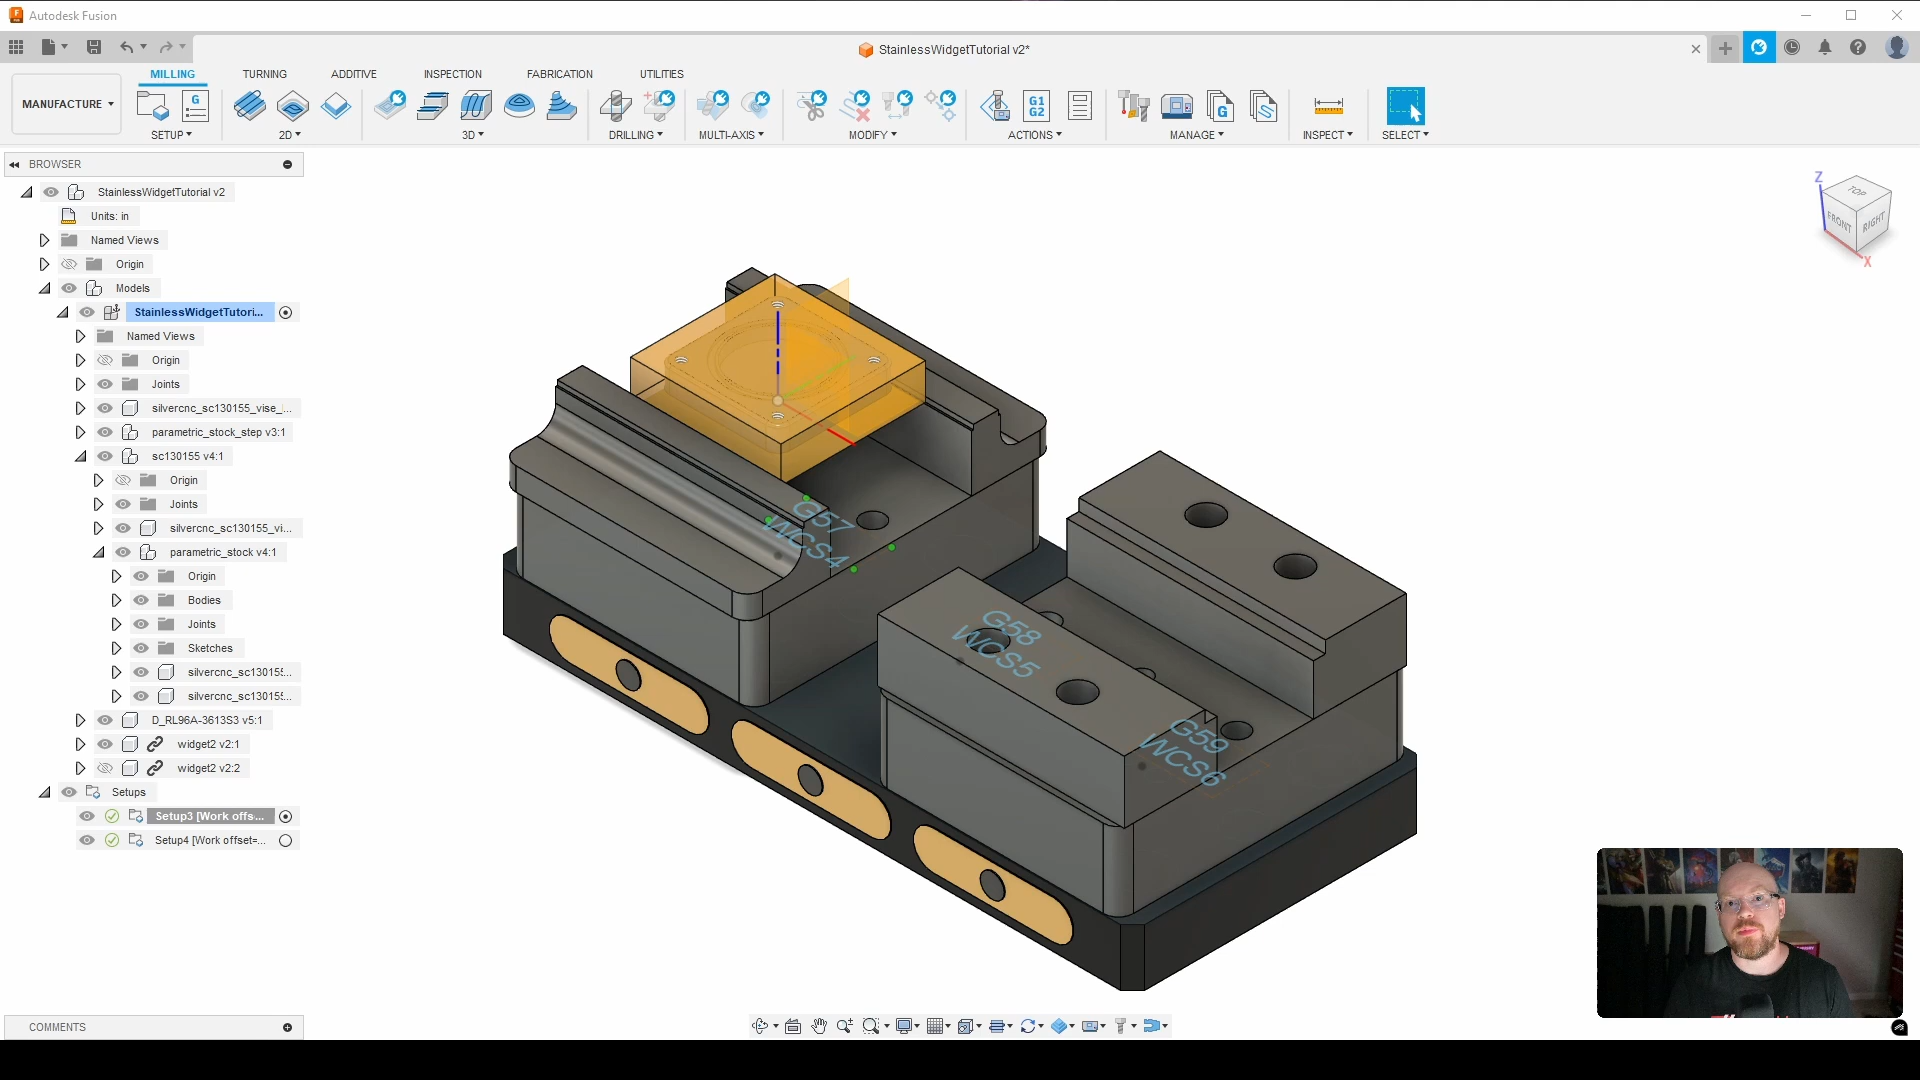 Autodesk Fusion
StainlessWidgetTutorial v2*
MANUFACTURE
MILLING
TURNING
ADDITIVE
INSPECTION
FABRICATION
UTILITIES
G
G1
G2
G
SETUP
2D
3D
DRILLING
MULTI-AXIS
MODIFY
ACTIONS
MANAGE
INSPECT
SELECT
BROWSER
StainlessWidgetTutorial v2
Units: in
Named Views
Origin
Models
StainlessWidgetTutori...
Named Views
Origin
Joints
silvercnc_sc130155_vise_...
parametric_stock_step v3:1
sc130155 v4:1
Origin
Joints
silvercnc_sc130155_vi...
parametric_stock v4:1
Origin
Bodies
Joints
Sketches
silvercnc_sc130155...
silvercnc_sc130155...
D_RL96A-3613S3 v5:1
widget2 v2:1
widget2 v2:2
Setups
Setup3 [Work offs...
Setup4 [Work offset=...
COMMENTS
Z
TOP
FRONT
RIGHT
X
G57
WCS4
G58
WCS5
G59
WCS6